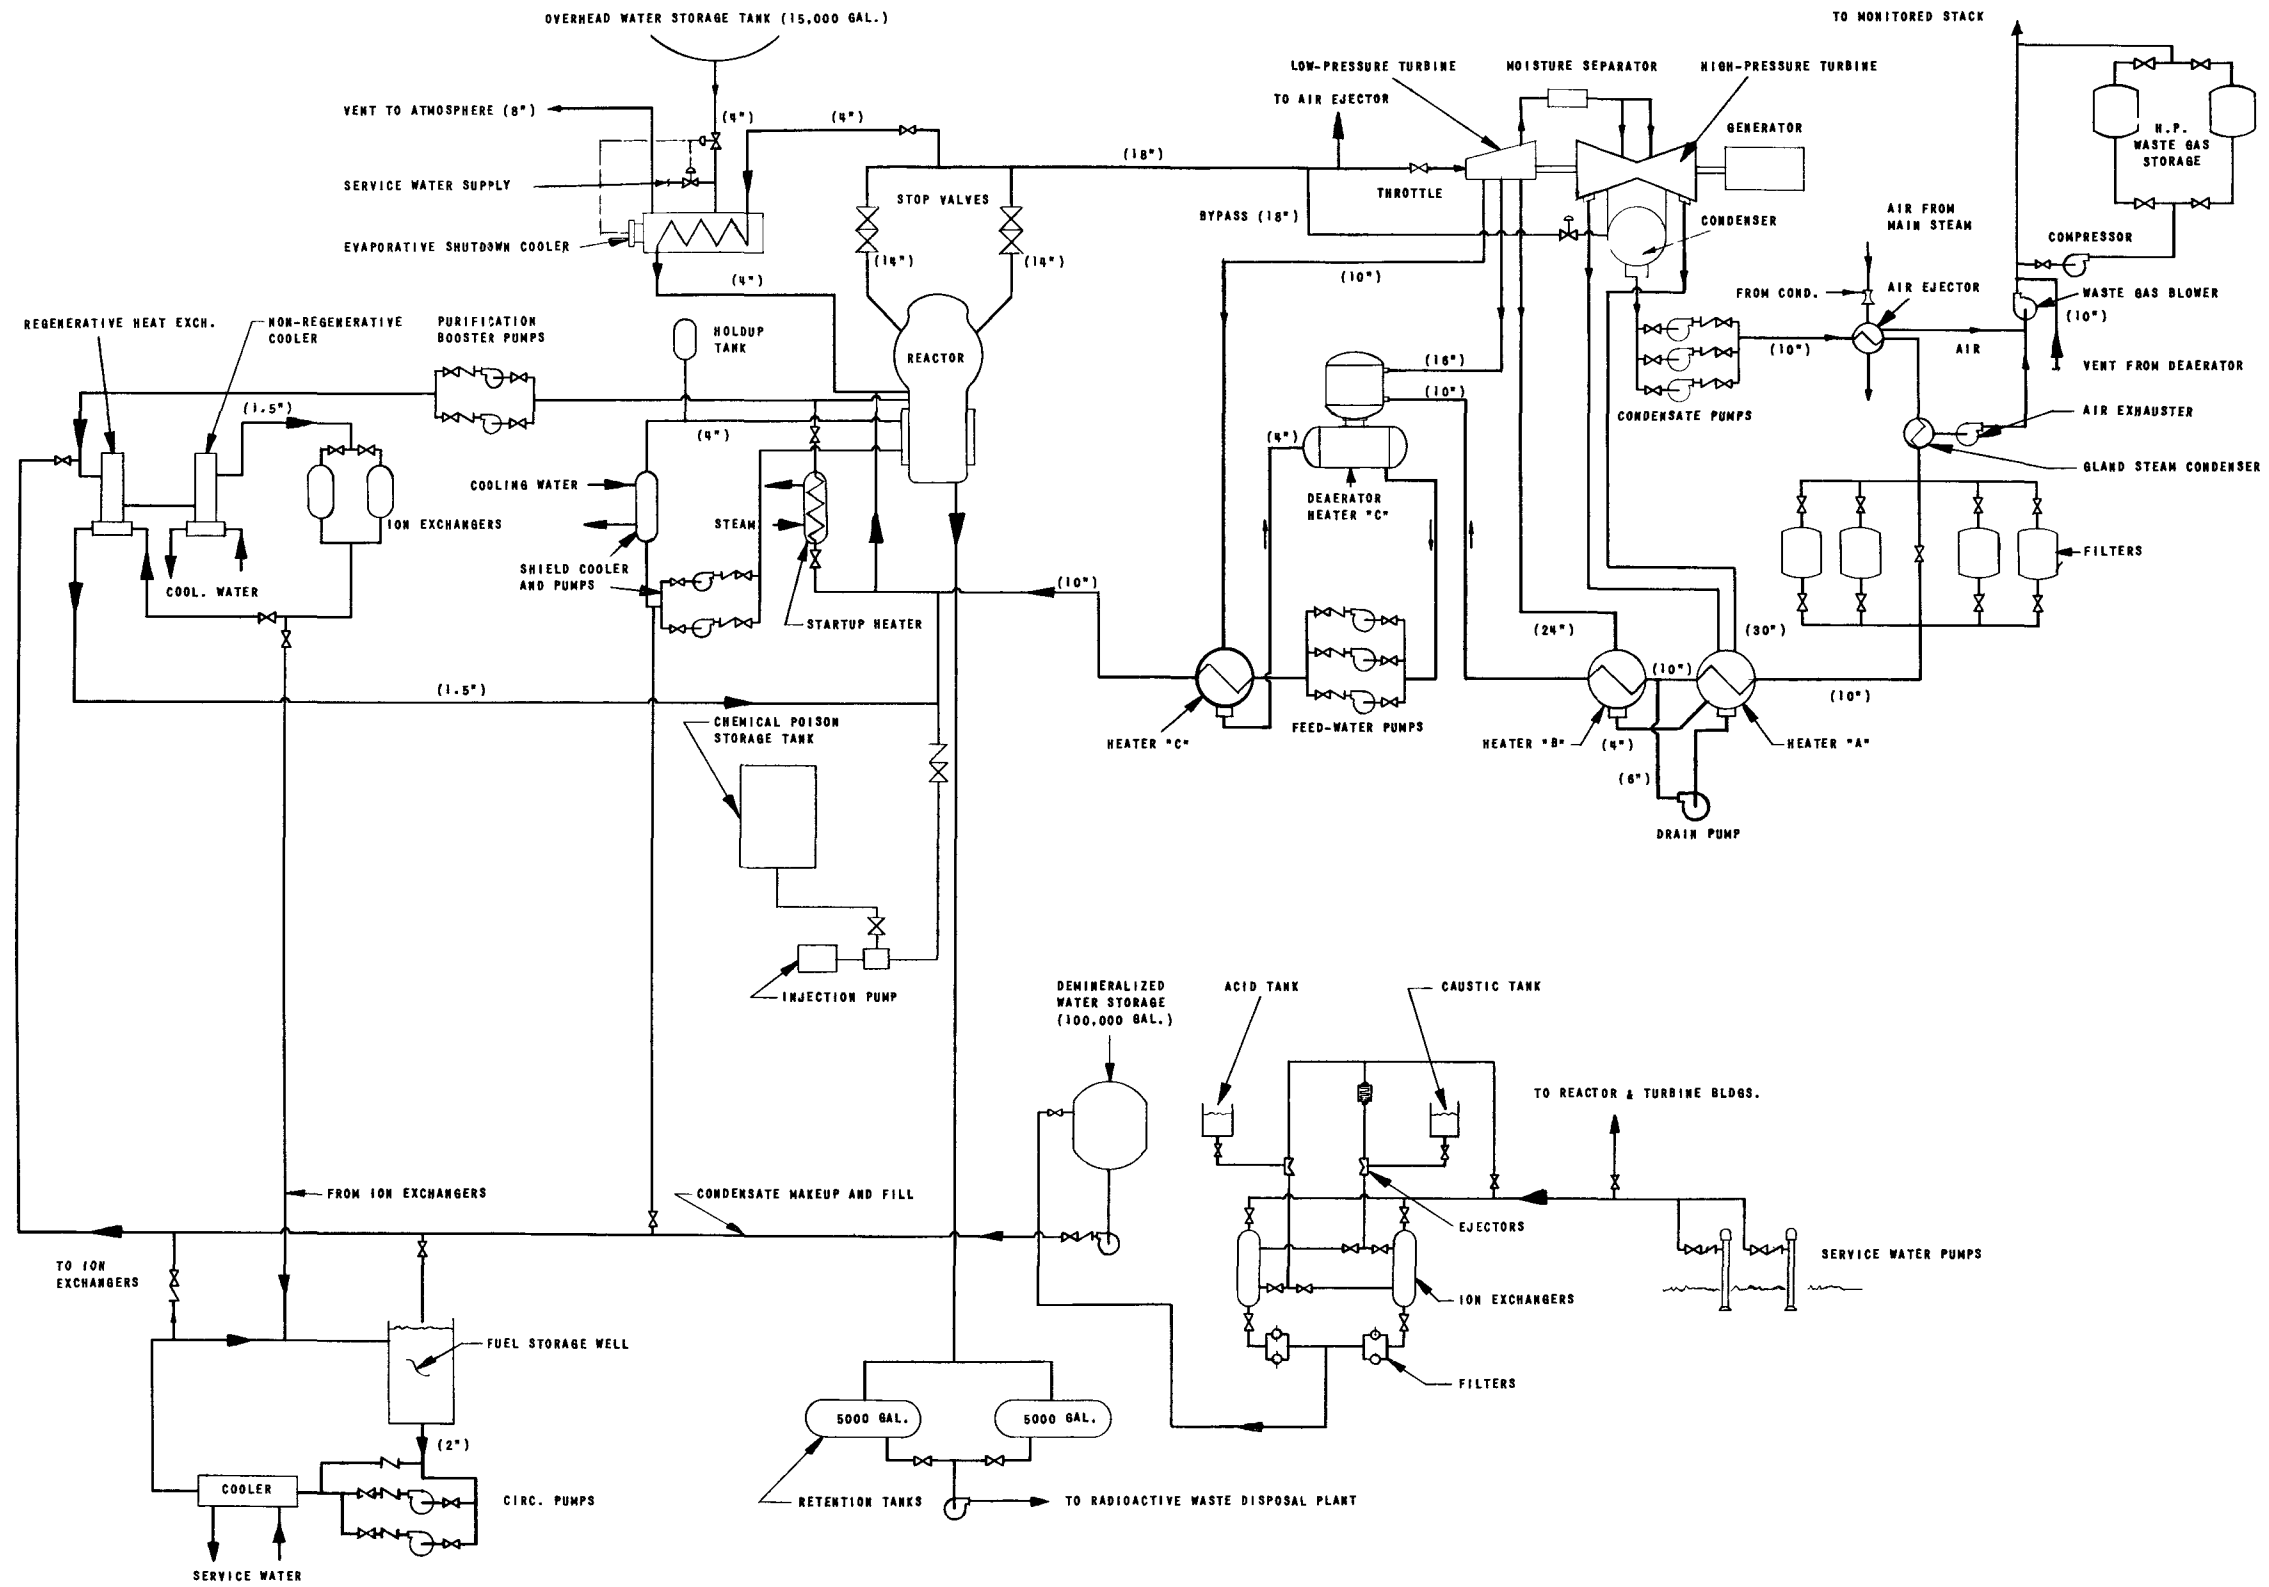 OVERHEAD WATER STORAGE TANK (15,000 GAL.)
TO MONITORED STACK
LOW-PRESSURE TURBINE
MOISTURE SEPARATOR
HIGH-PRESSURE TURBINE
VENT TO ATMOSPHERE (8")
(4")
(4")
TO AIR EJECTOR
GENERATOR
H.P.
WASTE GAS
STORAGE
(18")
SERVICE WATER SUPPLY
STOP VALVES
THROTTLE
BYPASS (18")
CONDENSER
AIR FROM
MAIN STEAM
COMPRESSOR
EVAPORATIVE SHUTDOWN COOLER
(14")
(14")
(4")
(10")
FROM COND.
AIR EJECTOR
WASTE GAS BLOWER
(10")
REGENERATIVE HEAT EXCH.
NON-REGENERATIVE
COOLER
PURIFICATION
BOOSTER PUMPS
HOLDUP
TANK
REACTOR
(16")
(10")
(10")
AIR
VENT FROM DEAERATOR
CONDENSATE PUMPS
AIR EXHAUSTER
(1.5")
(4")
(4")
GLAND STEAM CONDENSER
COOLING WATER
STEAM
ION EXCHANGERS
DEAERATOR
HEATER "C"
FILTERS
SHIELD COOLER
AND PUMPS
COOL. WATER
(10")
STARTUP HEATER
(24")
(30")
(10")
(10")
(1.5")
CHEMICAL POISON
STORAGE TANK
FEED-WATER PUMPS
HEATER "C"
HEATER "B"
(4")
HEATER "A"
(6")
DRAIN PUMP
INJECTION PUMP
DEMINERALIZED
WATER STORAGE
(100,000 GAL.)
ACID TANK
CAUSTIC TANK
TO REACTOR & TURBINE BLDGS.
FROM ION EXCHANGERS
CONDENSATE MAKEUP AND FILL
EJECTORS
SERVICE WATER PUMPS
TO ION
EXCHANGERS
ION EXCHANGERS
FUEL STORAGE WELL
FILTERS
5000 GAL.
5000 GAL.
(2")
COOLER
CIRC. PUMPS
RETENTION TANKS
TO RADIOACTIVE WASTE DISPOSAL PLANT
SERVICE WATER